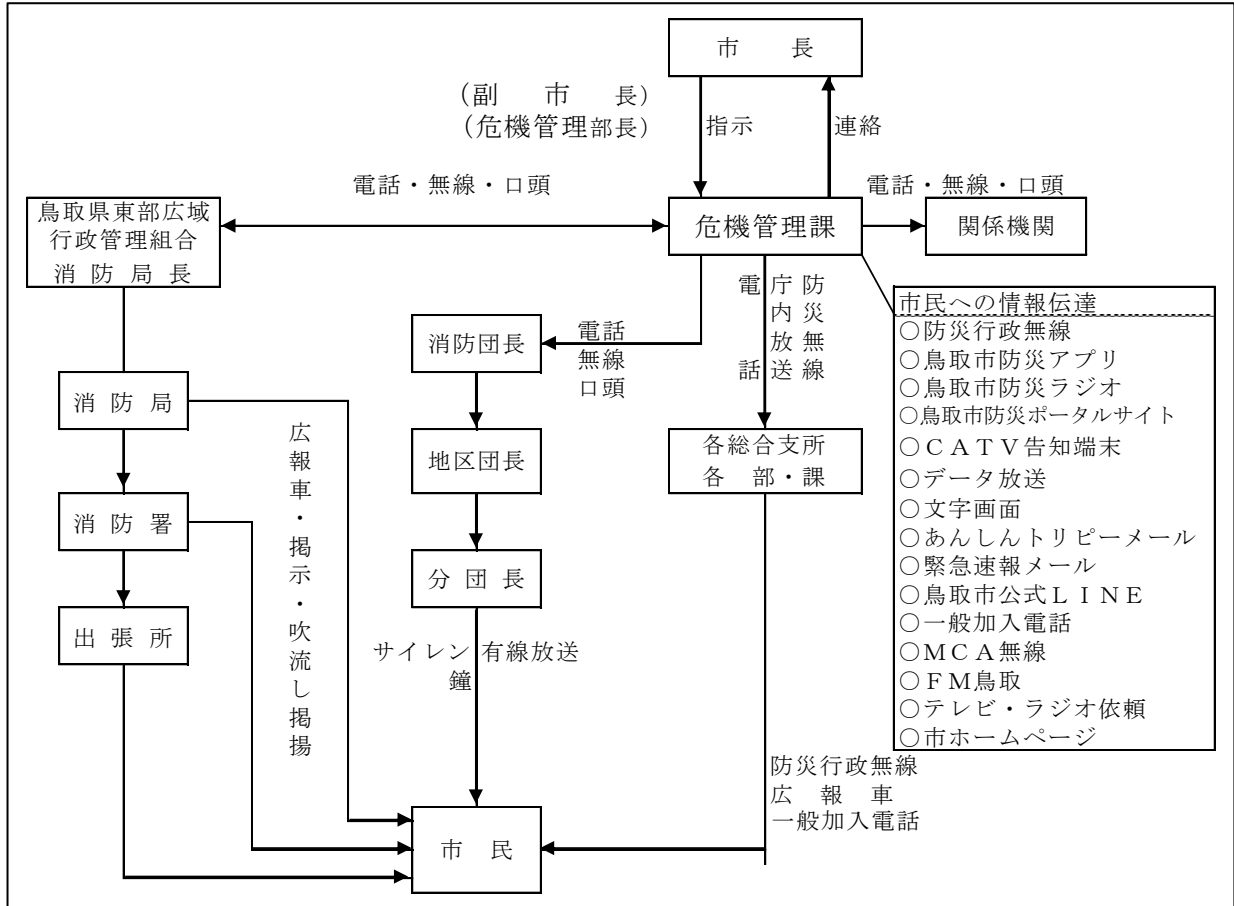 市長
(副市長)
(危機管理部長)
指示
連絡
電話・無線・口頭
電話・無線・口頭
鳥取県東部広域
行政管理組合
消防局長
危機管理課
関係機関
電話
庁内放送
防災無線
市民への情報伝達
○防災行政無線
○鳥取市防災アプリ
○鳥取市防災ラジオ
○鳥取市防災ポータルサイト
○CATV告知端末
○データ放送
○文字画面
○あんしんトリピーメール
○緊急速報メール
○鳥取市公式LINE
○一般加入電話
○MCA無線
○FM鳥取
○テレビ・ラジオ依頼
○市ホームページ
消防団長
電話
無線
口頭
消防局
広報車・掲示・吹流し掲揚
地区団長
各総合支所
各部・課
消防署
分団長
出張所
サイレン 有線放送
鐘
防災行政無線
広報車
一般加入電話
市民